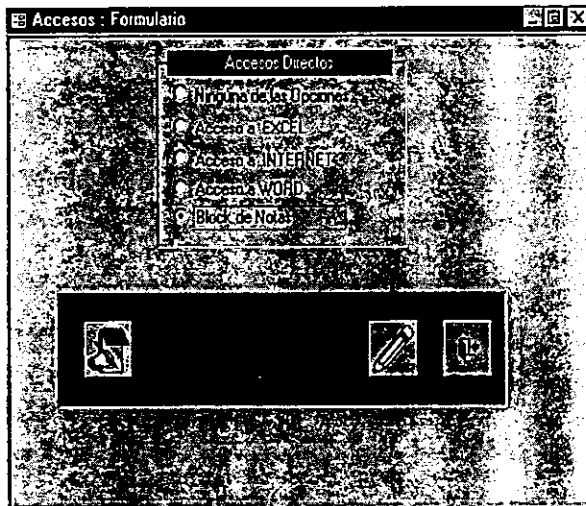 Accesos : Formulario
Accesos Directos
Ninguna de las Opciones
Acceso a EXCEL
Acceso a INTERNET
Acceso a WORD
Block de Notas